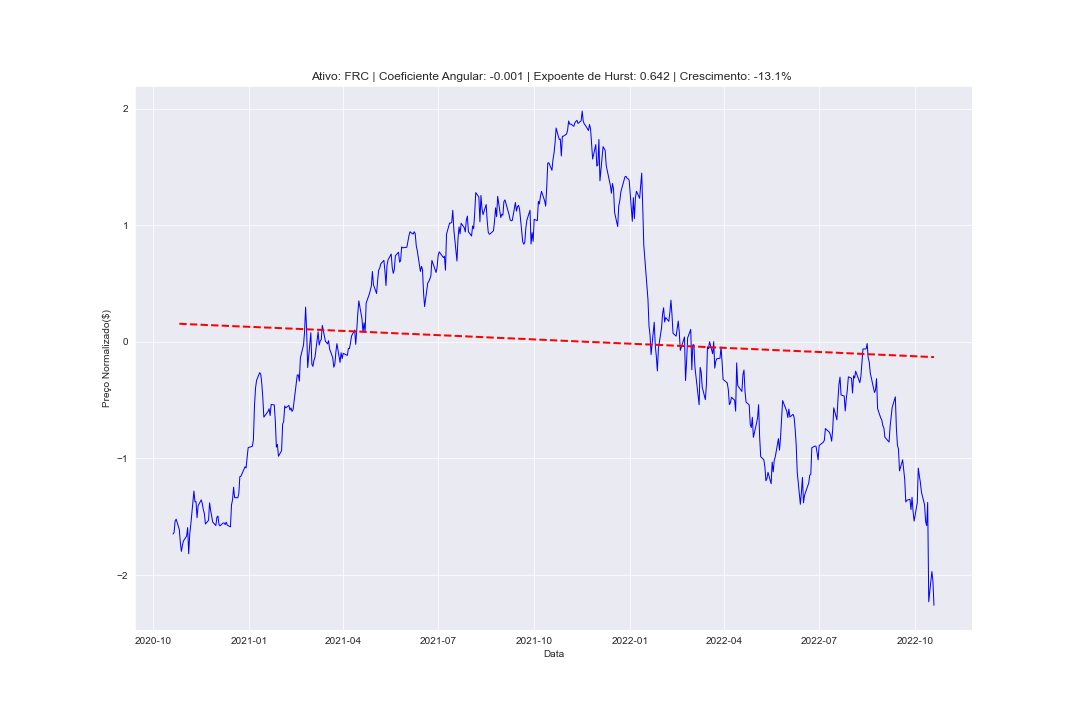 Ativo: FRC | Coeficiente Angular: -0.001 | Expoente de Hurst: 0.642 | Crescimento: -13.1%
2
1
0
−1
−2
Preço Normalizado($)
2020-10 2021-01 2021-04 2021-07 2021-10 2022-01 2022-04 2022-07 2022-10
Data